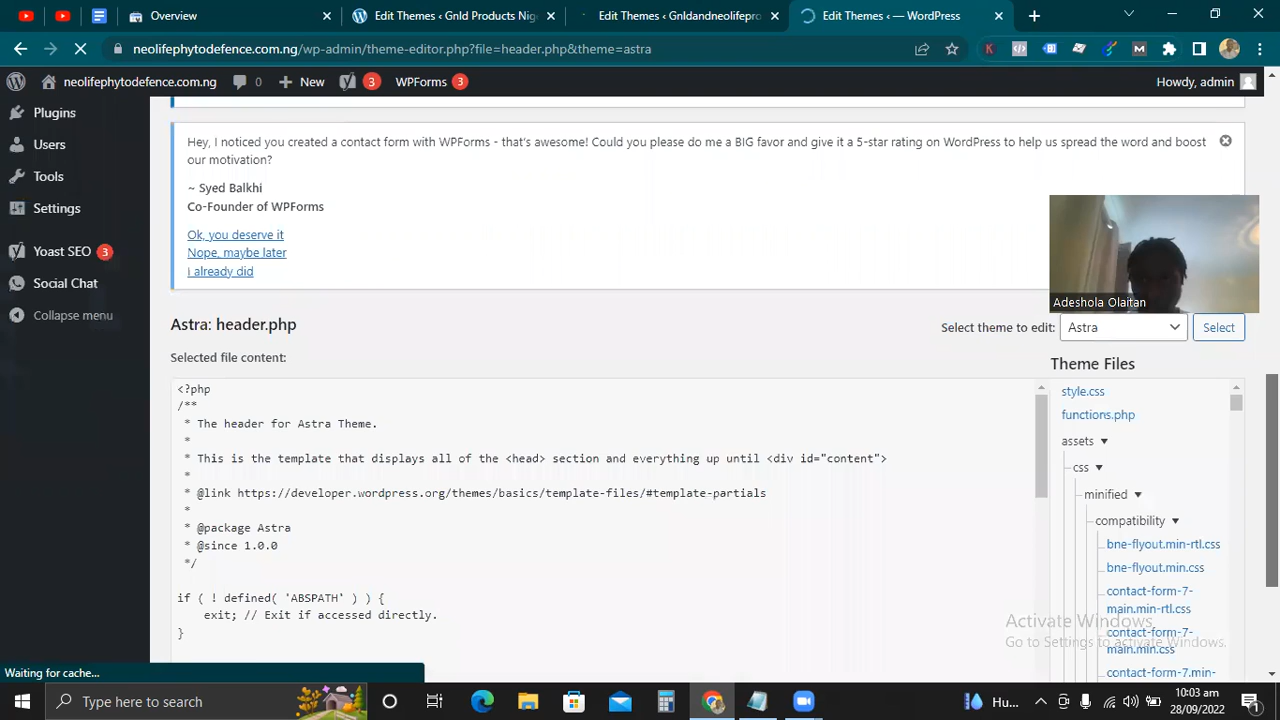 Overview
Edit Themes ‹ Gnld Products Nig
Edit Themes ‹ Gnldandneolifepro
Edit Themes ‹ — WordPress
neolifephytodefence.com.ng/wp-admin/theme-editor.php?file=header.php&theme=astra
neolifephytodefence.com.ng
0
New
3
WPForms
3
Howdy, admin
Plugins
Users
Tools
Settings
Yoast SEO
3
Social Chat
Collapse menu
Hey, I noticed you created a contact form with WPForms - that's awesome! Could you please do me a BIG favor and give it a 5-star rating on WordPress to help us spread the word and boost
our motivation?
~ Syed Balkhi
Co-Founder of WPForms
Ok, you deserve it
Nope, maybe later
I already did
Adeshola Olaitan
Astra: header.php
Select theme to edit:
Astra
Select
Selected file content:
Theme Files
<?php
/**
* The header for Astra Theme.
*
* This is the template that displays all of the <head> section and everything up until <div id="content">
*
* @link https://developer.wordpress.org/themes/basics/template-files/#template-partials
*
* @package Astra
* @since 1.0.0
*/
if ( ! defined( 'ABSPATH' ) ) {
exit; // Exit if accessed directly.
}
style.css
functions.php
assets
css
minified
compatibility
bne-flyout.min-rtl.css
bne-flyout.min.css
contact-form-7-
main.min-rtl.css
contact-form-7-
main.min.css
contact-form-7.min-
Activate Windows
Go to Settings to activate Windows.
Waiting for cache...
Type here to search
Hu...
10:03 am
28/09/2022
1